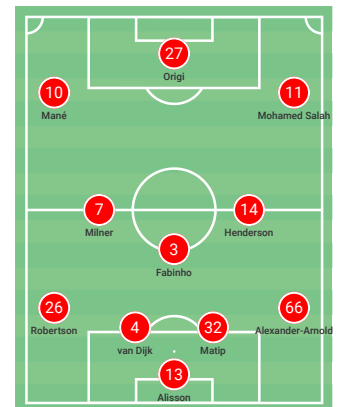 27
Origi
10
Mané
11
Mohamed Salah
7
Milner
14
Henderson
3
Fabinho
26
Robertson
66
Alexander-Arnold
4
van Dijk
32
Matip
13
Alisson